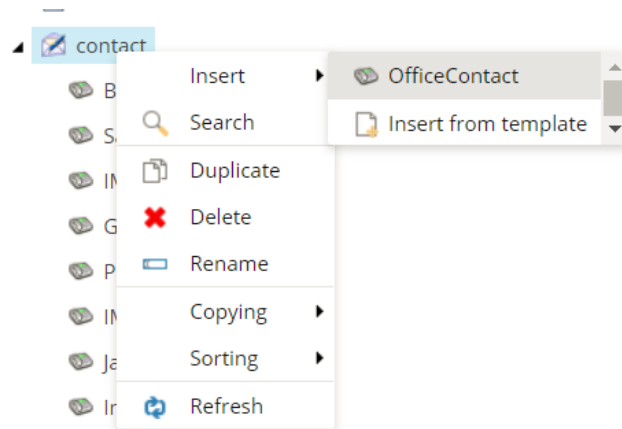 contact
Insert
OfficeContact
Search
Insert from template
Duplicate
Delete
Rename
Copying
Sorting
Refresh